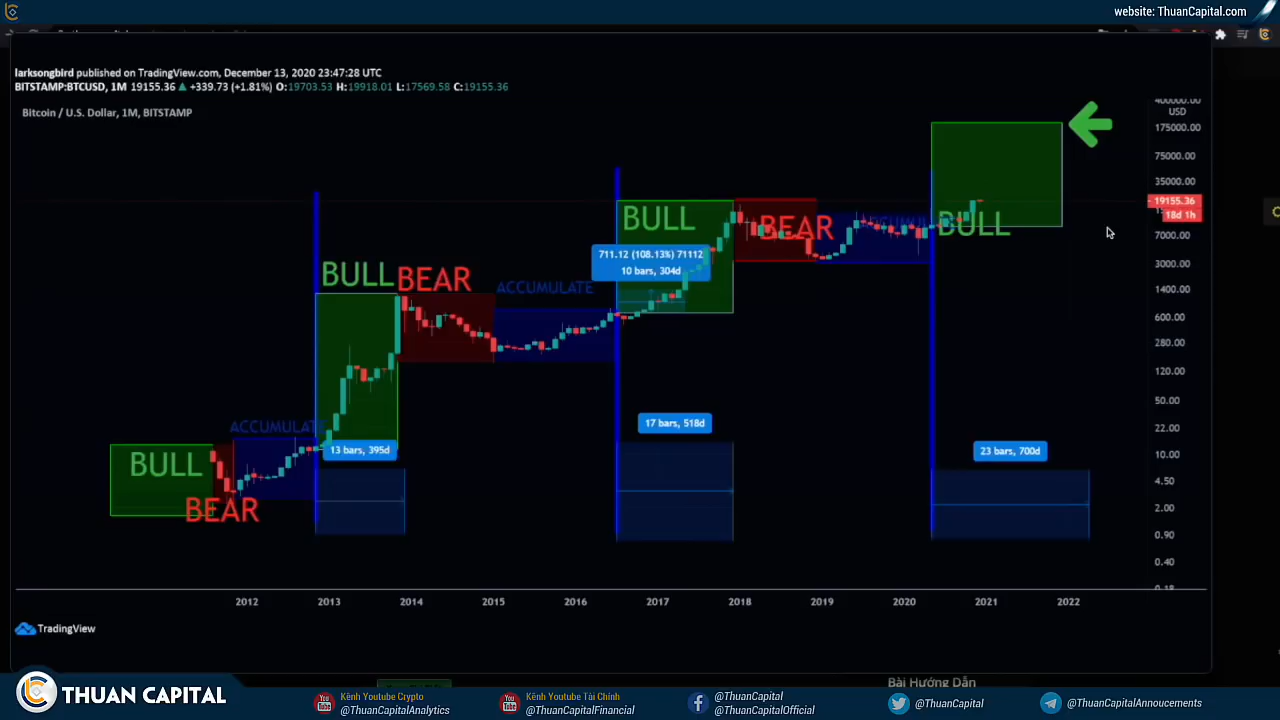 website: ThuanCapital.com
larksongbird published on TradingView.com, December 13, 2020 23:47:28 UTC
BITSTAMP:BTCUSD, 1M 19155.36 ▲ +339.73 (+1.81%) O:19703.53 H:19918.01 L:17569.58 C:19155.36
Bitcoin / U.S. Dollar, 1M, BITSTAMP
400000.00
USD
175000.00
75000.00
35000.00
19155.36
18d 1h
7000.00
3000.00
1400.00
600.00
280.00
120.00
50.00
22.00
10.00
4.50
2.00
0.90
0.40
0.18
BULL
BEAR
BULL
BULL
BEAR
ACCUMULATE
711.12 (108.13%) 71112
10 bars, 304d
ACCUMULAT
BULL
BEAR
13 bars, 395d
17 bars, 518d
23 bars, 700d
2012 2013 2014 2015 2016 2017 2018 2019 2020 2021 2022
TradingView
Bài Hướng Dẫn
THUAN CAPITAL
Kênh Youtube Crypto
@ThuanCapitalAnalytics
Kênh Youtube Tài Chính
@ThuanCapitalFinancial
@ThuanCapital
@ThuanCapitalOfficial
@ThuanCapital
@ThuanCapitalAnnoucements